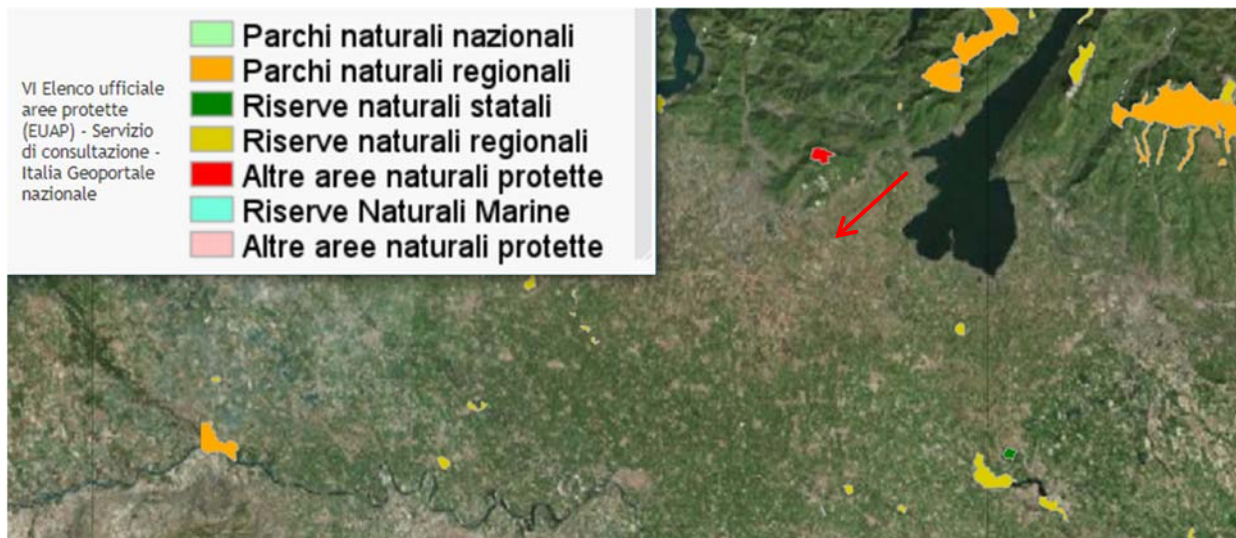 VI Elenco ufficiale
aree protette
(EUAP) - Servizio
di consultazione -
Italia Geoportale
nazionale
Parchi naturali nazionali
Parchi naturali regionali
Riserve naturali statali
Riserve naturali regionali
Altre aree naturali protette
Riserve Naturali Marine
Altre aree naturali protette